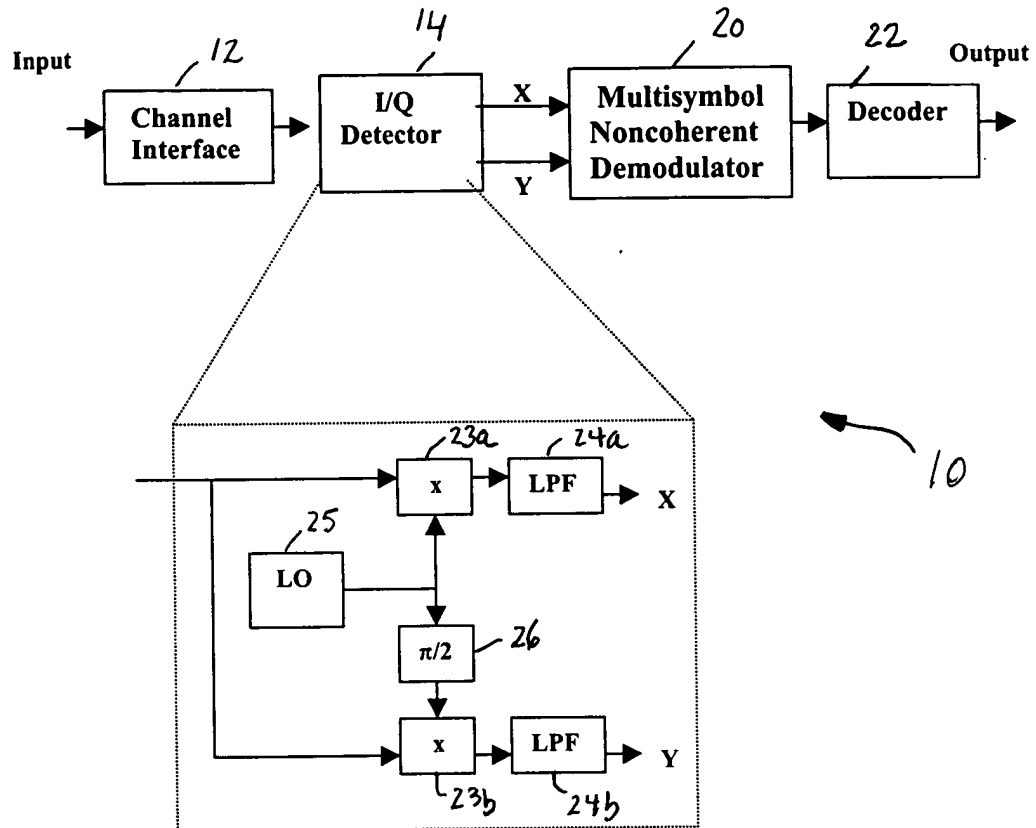 12
14
20
22
Input
Output
Channel
Interface
I/Q
Detector
X
Y
Multisymbol
Noncoherent
Demodulator
Decoder
23a
24a
x
LPF
X
10
25
LO
π/2
26
x
LPF
Y
23b
24b